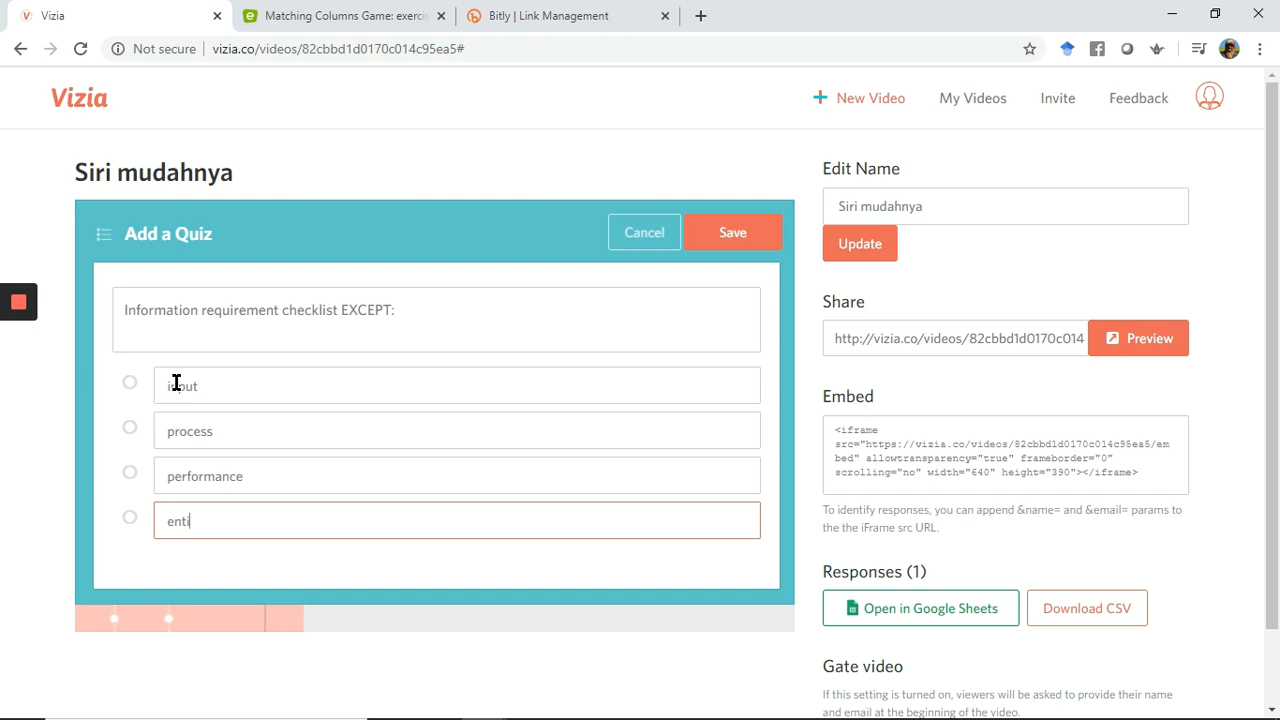 Vizia
Matching Columns Game: exercis
Bitly | Link Management
Not secure
vizia.co/videos/82cbbd1d0170c014c95ea5#
Vizia
New Video
My Videos
Invite
Feedback
Siri mudahnya
Add a Quiz
Cancel
Save
Information requirement checklist EXCEPT:
input
process
performance
enti
Edit Name
Siri mudahnya
Update
Share
http://vizia.co/videos/82cbbd1d0170c014
Preview
Embed
<iframe
src="https://vizia.co/videos/82cbbd1d0170c014c95ea5/em
bed" allowtransparency="true" frameborder="0"
scrolling="no" width="640" height="390"></iframe>
To identify responses, you can append &name= and &email= params to
the the iFrame src URL.
Responses (1)
Open in Google Sheets
Download CSV
Gate video
If this setting is turned on, viewers will be asked to provide their name
and email at the beginning of the video.